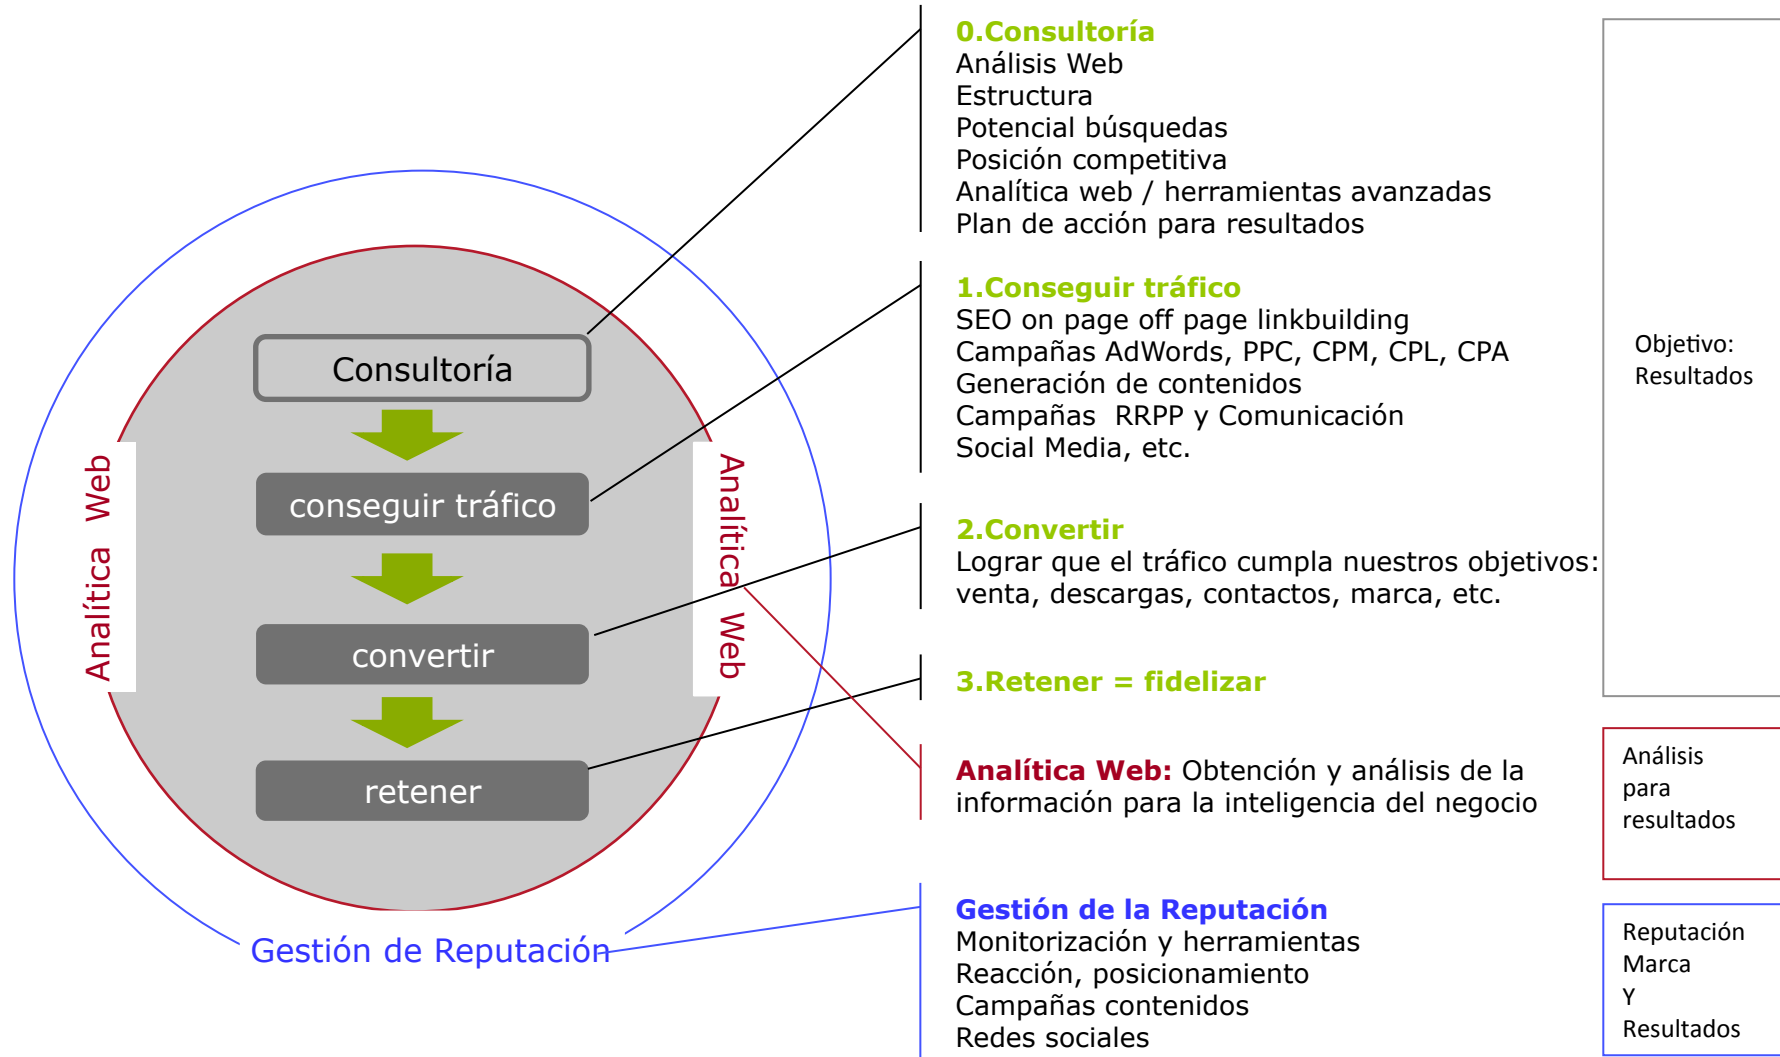 Consultoría
conseguir tráfico
convertir
retener
Analítica Web
Analítica Web
Gestión de Reputación
0.Consultoría
Análisis Web
Estructura
Potencial búsquedas
Posición competitiva
Analítica web / herramientas avanzadas
Plan de acción para resultados
1.Conseguir tráfico
SEO on page off page linkbuilding
Campañas AdWords, PPC, CPM, CPL, CPA
Generación de contenidos
Campañas RRPP y Comunicación
Social Media, etc.
2.Convertir
Lograr que el tráfico cumpla nuestros objetivos:
venta, descargas, contactos, marca, etc.
3.Retener = fidelizar
Analítica Web: Obtención y análisis de la
información para la inteligencia del negocio
Gestión de la Reputación
Monitorización y herramientas
Reacción, posicionamiento
Campañas contenidos
Redes sociales
Objetivo:
Resultados
Análisis
para
resultados
Reputación
Marca
Y
Resultados